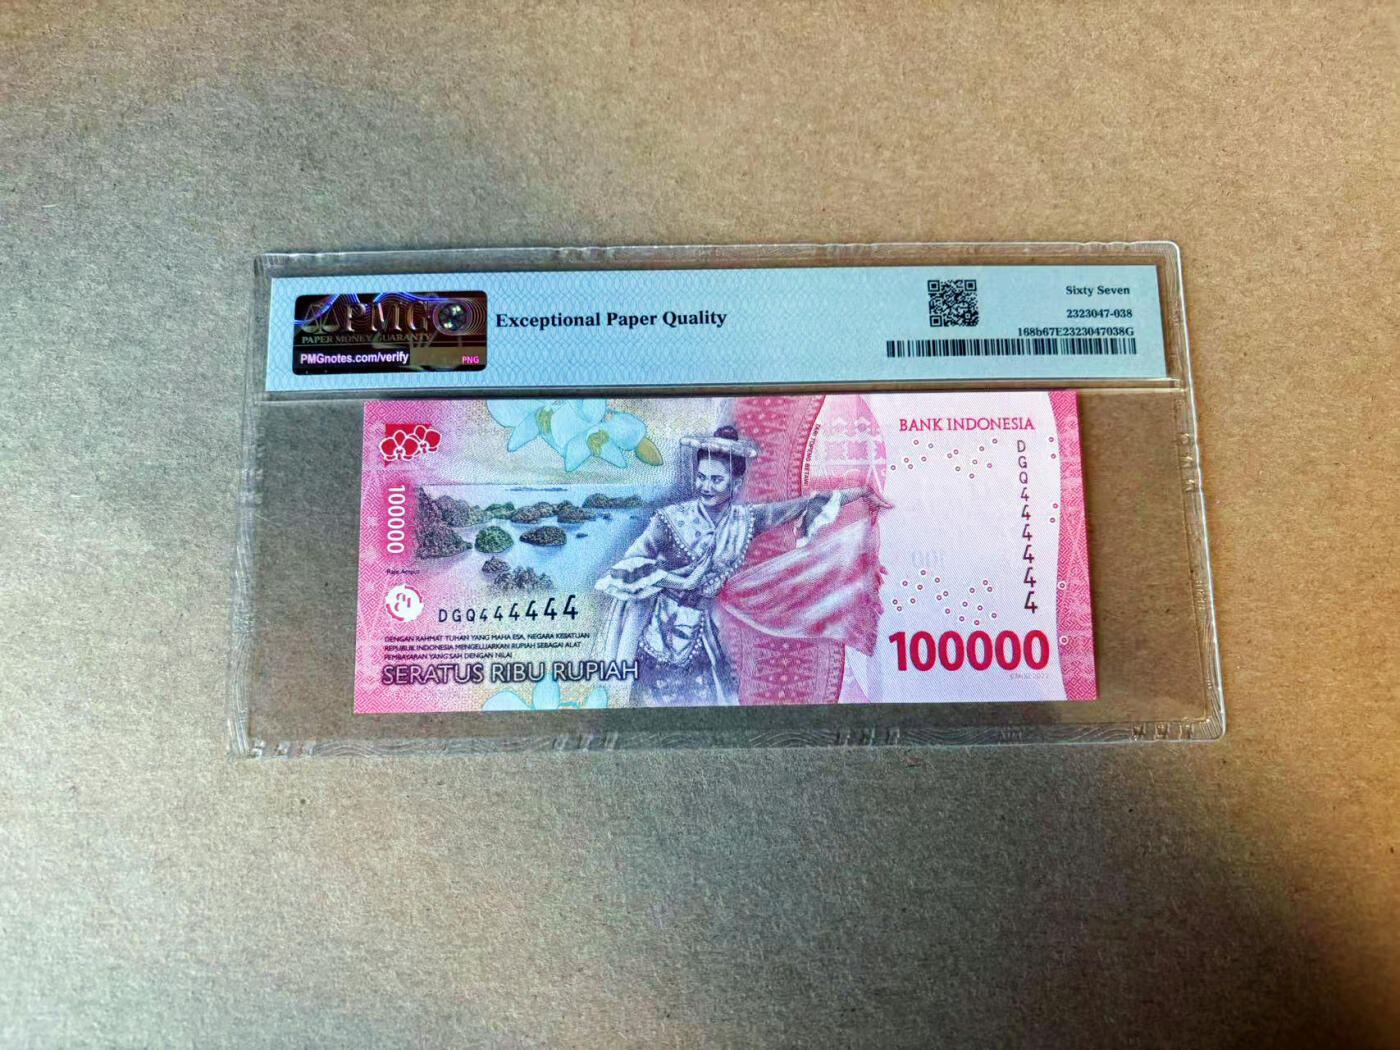 PMG
PAPER MONEY GUARANTY
PMGnotes.com/verify
PNG
Exceptional Paper Quality
Sixty Seven
2323047-038
168b67E2323047038G
BANK INDONESIA
DGQ444444
100000
Raja Ampat
DGQ444444
DENGAN RAHMAT TUHAN YANG MAHA ESA, NEGARA KESATUAN
REPUBLIK INDONESIA MENGELUARKAN RUPIAH SEBAGAI ALAT
PEMBAYARAN YANG SAH DENGAN NILAI
SERATUS RIBU RUPIAH
100000